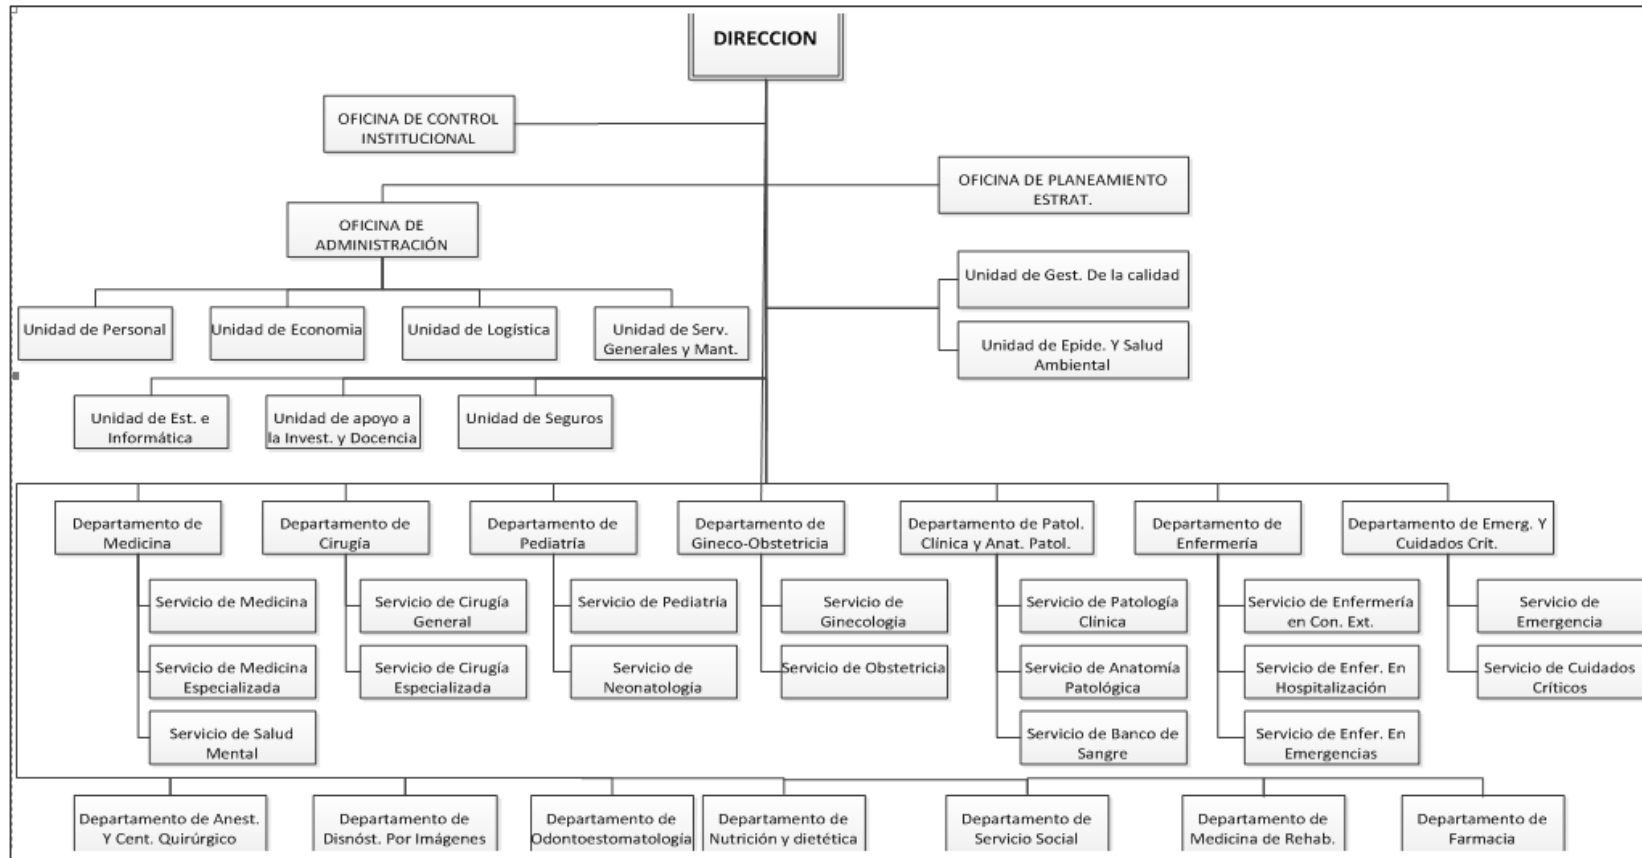 DIRECCION
OFICINA DE CONTROL
INSTITUCIONAL
OFICINA DE PLANEAMIENTO
ESTRAT.
OFICINA DE
ADMINISTRACIÓN
Unidad de Gest. De la calidad
Unidad de Personal
Unidad de Economia
Unidad de Logística
Unidad de Serv.
Generales y Mant.
Unidad de Epide. Y Salud
Ambiental
Unidad de Est. e
Informática
Unidad de apoyo a
la Invest. y Docencia
Unidad de Seguros
Departamento de
Medicina
Departamento de
Cirugía
Departamento de
Pediatría
Departamento de
Gineco-Obstetricia
Departamento de Patol.
Clínica y Anat. Patol.
Departamento de
Enfermería
Departamento de Emerg. Y
Cuidados Crit.
Servicio de Medicina
Servicio de Cirugía
General
Servicio de Pediatría
Servicio de
Ginecología
Servicio de Patología
Clínica
Servicio de Enfermería
en Con. Ext.
Servicio de
Emergencia
Servicio de Medicina
Especializada
Servicio de Cirugía
Especializada
Servicio de
Neonatología
Servicio de Obstetricia
Servicio de Anatomía
Patológica
Servicio de Enfer. En
Hospitalización
Servicio de Cuidados
Críticos
Servicio de Salud
Mental
Servicio de Banco de
Sangre
Servicio de Enfer. En
Emergencias
Departamento de Anest.
Y Cent. Quirúrgico
Departamento de
Disnóst. Por Imágenes
Departamento de
Odontoestomatología
Departamento de
Nutrición y dietética
Departamento de
Servicio Social
Departamento de
Medicina de Rehab.
Departamento de
Farmacia